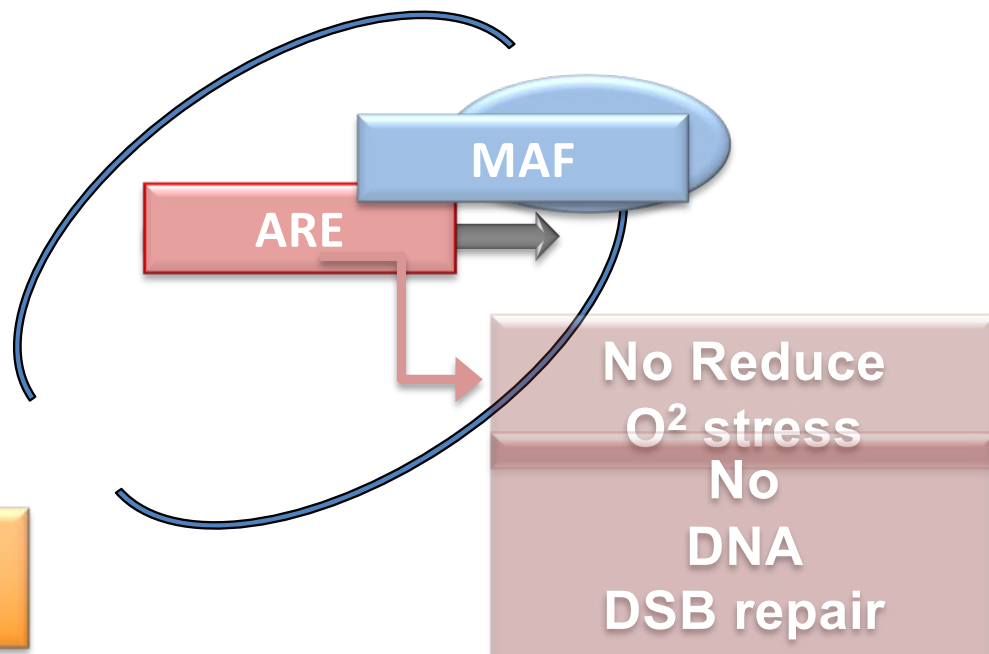 MAF
ARE
No Reduce
O² stress
No
DNA
DSB repair